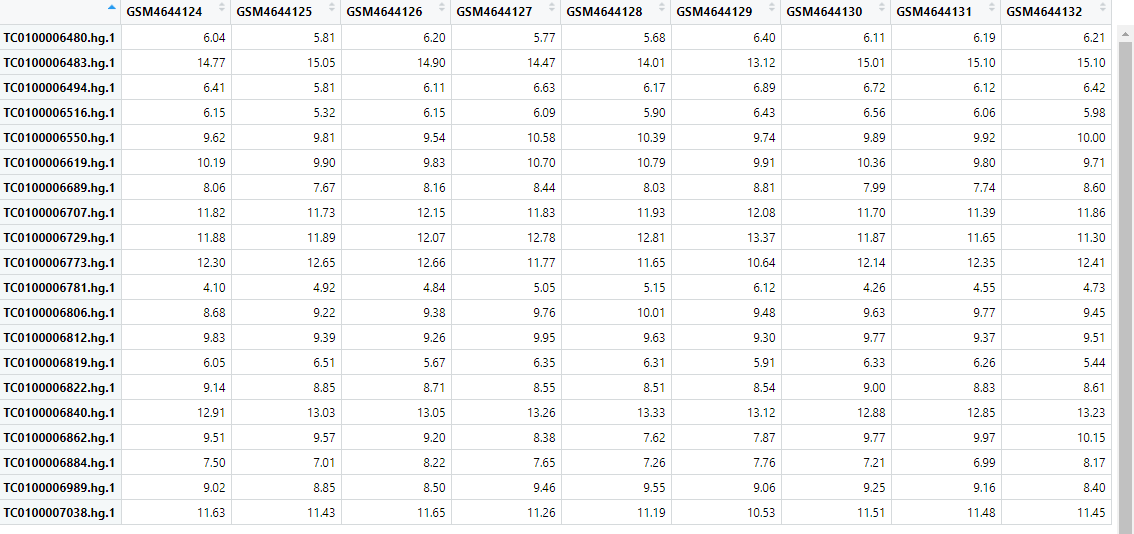 GSM4644124 GSM4644125 GSM4644126 GSM4644127 GSM4644128 GSM4644129 GSM4644130 GSM4644131 GSM4644132
TC0100006480.hg.1 6.04 5.81 6.20 5.77 5.68 6.40 6.11 6.19 6.21
TC0100006483.hg.1 14.77 15.05 14.90 14.47 14.01 13.12 15.01 15.10 15.10
TC0100006494.hg.1 6.41 5.81 6.11 6.63 6.17 6.89 6.72 6.12 6.42
TC0100006516.hg.1 6.15 5.32 6.15 6.09 5.90 6.43 6.56 6.06 5.98
TC0100006550.hg.1 9.62 9.81 9.54 10.58 10.39 9.74 9.89 9.92 10.00
TC0100006619.hg.1 10.19 9.90 9.83 10.70 10.79 9.91 10.36 9.80 9.71
TC0100006689.hg.1 8.06 7.67 8.16 8.44 8.03 8.81 7.99 7.74 8.60
TC0100006707.hg.1 11.82 11.73 12.15 11.83 11.93 12.08 11.70 11.39 11.86
TC0100006729.hg.1 11.88 11.89 12.07 12.78 12.81 13.37 11.87 11.65 11.30
TC0100006773.hg.1 12.30 12.65 12.66 11.77 11.65 10.64 12.14 12.35 12.41
TC0100006781.hg.1 4.10 4.92 4.84 5.05 5.15 6.12 4.26 4.55 4.73
TC0100006806.hg.1 8.68 9.22 9.38 9.76 10.01 9.48 9.63 9.77 9.45
TC0100006812.hg.1 9.83 9.39 9.26 9.95 9.63 9.30 9.77 9.37 9.51
TC0100006819.hg.1 6.05 6.51 5.67 6.35 6.31 5.91 6.33 6.26 5.44
TC0100006822.hg.1 9.14 8.85 8.71 8.55 8.51 8.54 9.00 8.83 8.61
TC0100006840.hg.1 12.91 13.03 13.05 13.26 13.33 13.12 12.88 12.85 13.23
TC0100006862.hg.1 9.51 9.57 9.20 8.38 7.62 7.87 9.77 9.97 10.15
TC0100006884.hg.1 7.50 7.01 8.22 7.65 7.26 7.76 7.21 6.99 8.17
TC0100006989.hg.1 9.02 8.85 8.50 9.46 9.55 9.06 9.25 9.16 8.40
TC0100007038.hg.1 11.63 11.43 11.65 11.26 11.19 10.53 11.51 11.48 11.45